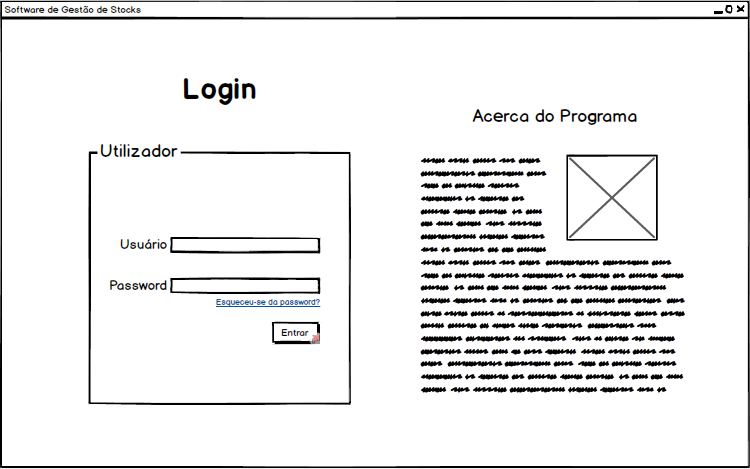 Software de Gestão de Stocks
Login
Utilizador
Usuário
Password
Esqueceu-se da password?
Entrar
Acerca do Programa